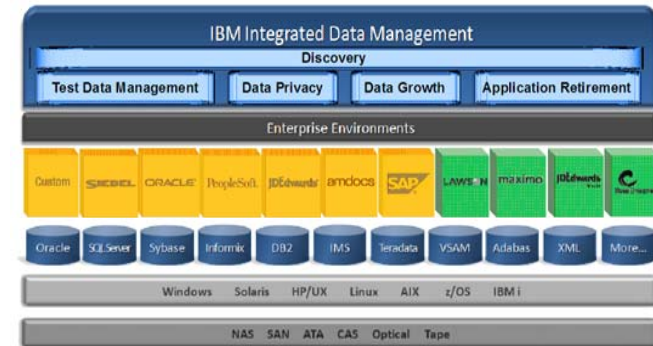 IBM Integrated Data Management
Discovery
Test Data Management Data Privacy Data Growth Application Retirement
Enterprise Environments
Custom SIEBEL ORACLE PeopleSoft. JDEdwards amdocs SAP LAWSON maximo JDEdwards
Oracle SQLServer Sybase Informix DB2 IMS Teradata VSAM Adabas XML More...
Windows Solaris HP/UX Linux AIX z/OS IBM i
NAS SAN ATA CAS Optical Tape